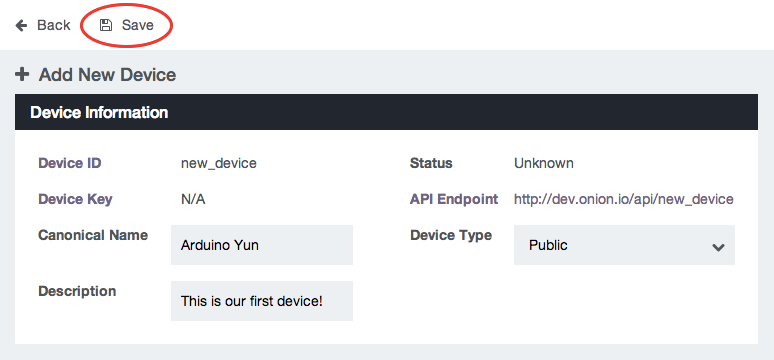 Back Save
Add New Device
Device Information
Device ID new_device Status Unknown
Device Key N/A API Endpoint http://dev.onion.io/api/new_device
Canonical Name Arduino Yun Device Type Public
Description This is our first device!